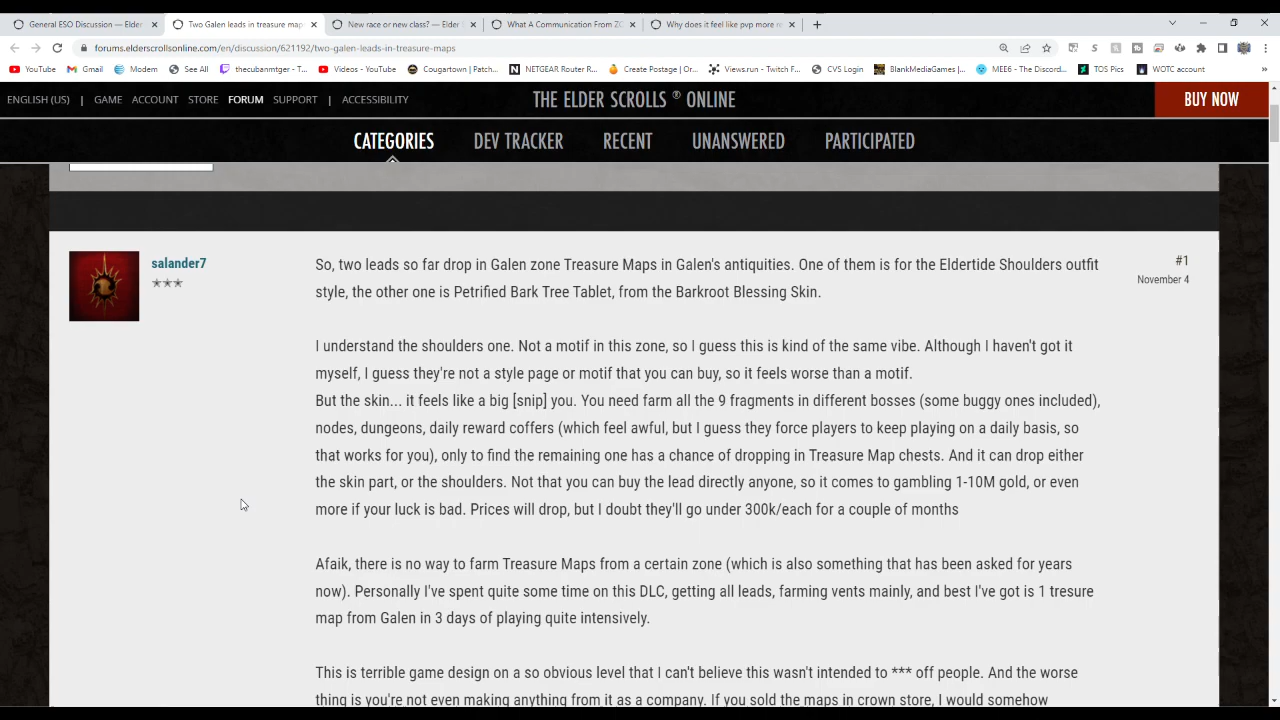 General ESO Discussion — Elder
Two Galen leads in treasure map
New race or new class? — Elder S
What A Communication From ZO
Why does it feel like pvp more re
forums.elderscrollsonline.com/en/discussion/621192/two-galen-leads-in-treasure-maps
YouTube
Gmail
Modem
See All
thecubanmtger - T...
Videos - YouTube
Cougartown | Patch...
NETGEAR Router R...
Create Postage | Or...
Views.run - Twitch F...
CVS Login
BlankMediaGames |...
MEE6 - The Discord...
TOS Pics
WOTC account
»
ENGLISH (US) | GAME ACCOUNT STORE FORUM SUPPORT | ACCESSIBILITY
THE ELDER SCROLLS ® ONLINE
BUY NOW
CATEGORIES DEV TRACKER RECENT UNANSWERED PARTICIPATED
salander7
#1
November 4
So, two leads so far drop in Galen zone Treasure Maps in Galen's antiquities. One of them is for the Eldertide Shoulders outfit
style, the other one is Petrified Bark Tree Tablet, from the Barkroot Blessing Skin.
I understand the shoulders one. Not a motif in this zone, so I guess this is kind of the same vibe. Although I haven't got it
myself, I guess they're not a style page or motif that you can buy, so it feels worse than a motif.
But the skin... it feels like a big [snip] you. You need farm all the 9 fragments in different bosses (some buggy ones included),
nodes, dungeons, daily reward coffers (which feel awful, but I guess they force players to keep playing on a daily basis, so
that works for you), only to find the remaining one has a chance of dropping in Treasure Map chests. And it can drop either
the skin part, or the shoulders. Not that you can buy the lead directly anyone, so it comes to gambling 1-10M gold, or even
more if your luck is bad. Prices will drop, but I doubt they'll go under 300k/each for a couple of months
Afaik, there is no way to farm Treasure Maps from a certain zone (which is also something that has been asked for years
now). Personally I've spent quite some time on this DLC, getting all leads, farming vents mainly, and best I've got is 1 tresure
map from Galen in 3 days of playing quite intensively.
This is terrible game design on a so obvious level that I can't believe this wasn't intended to *** off people. And the worse
thing is you're not even making anything from it as a company. If you sold the maps in crown store, I would somehow